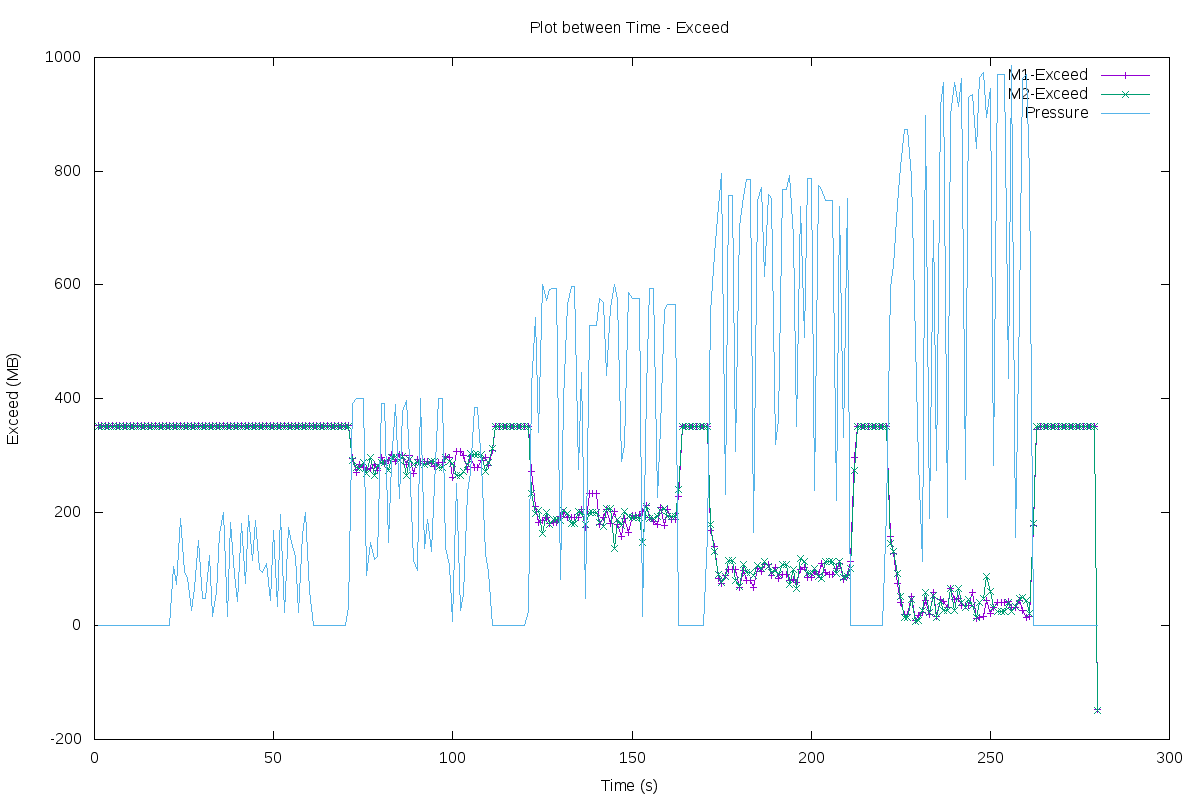 Plot between Time - Exceed
1000
800
600
400
200
0
-200
Exceed (MB)
M1-Exceed
M2-Exceed
Pressure
0 50 100 150 200 250 300
Time (s)